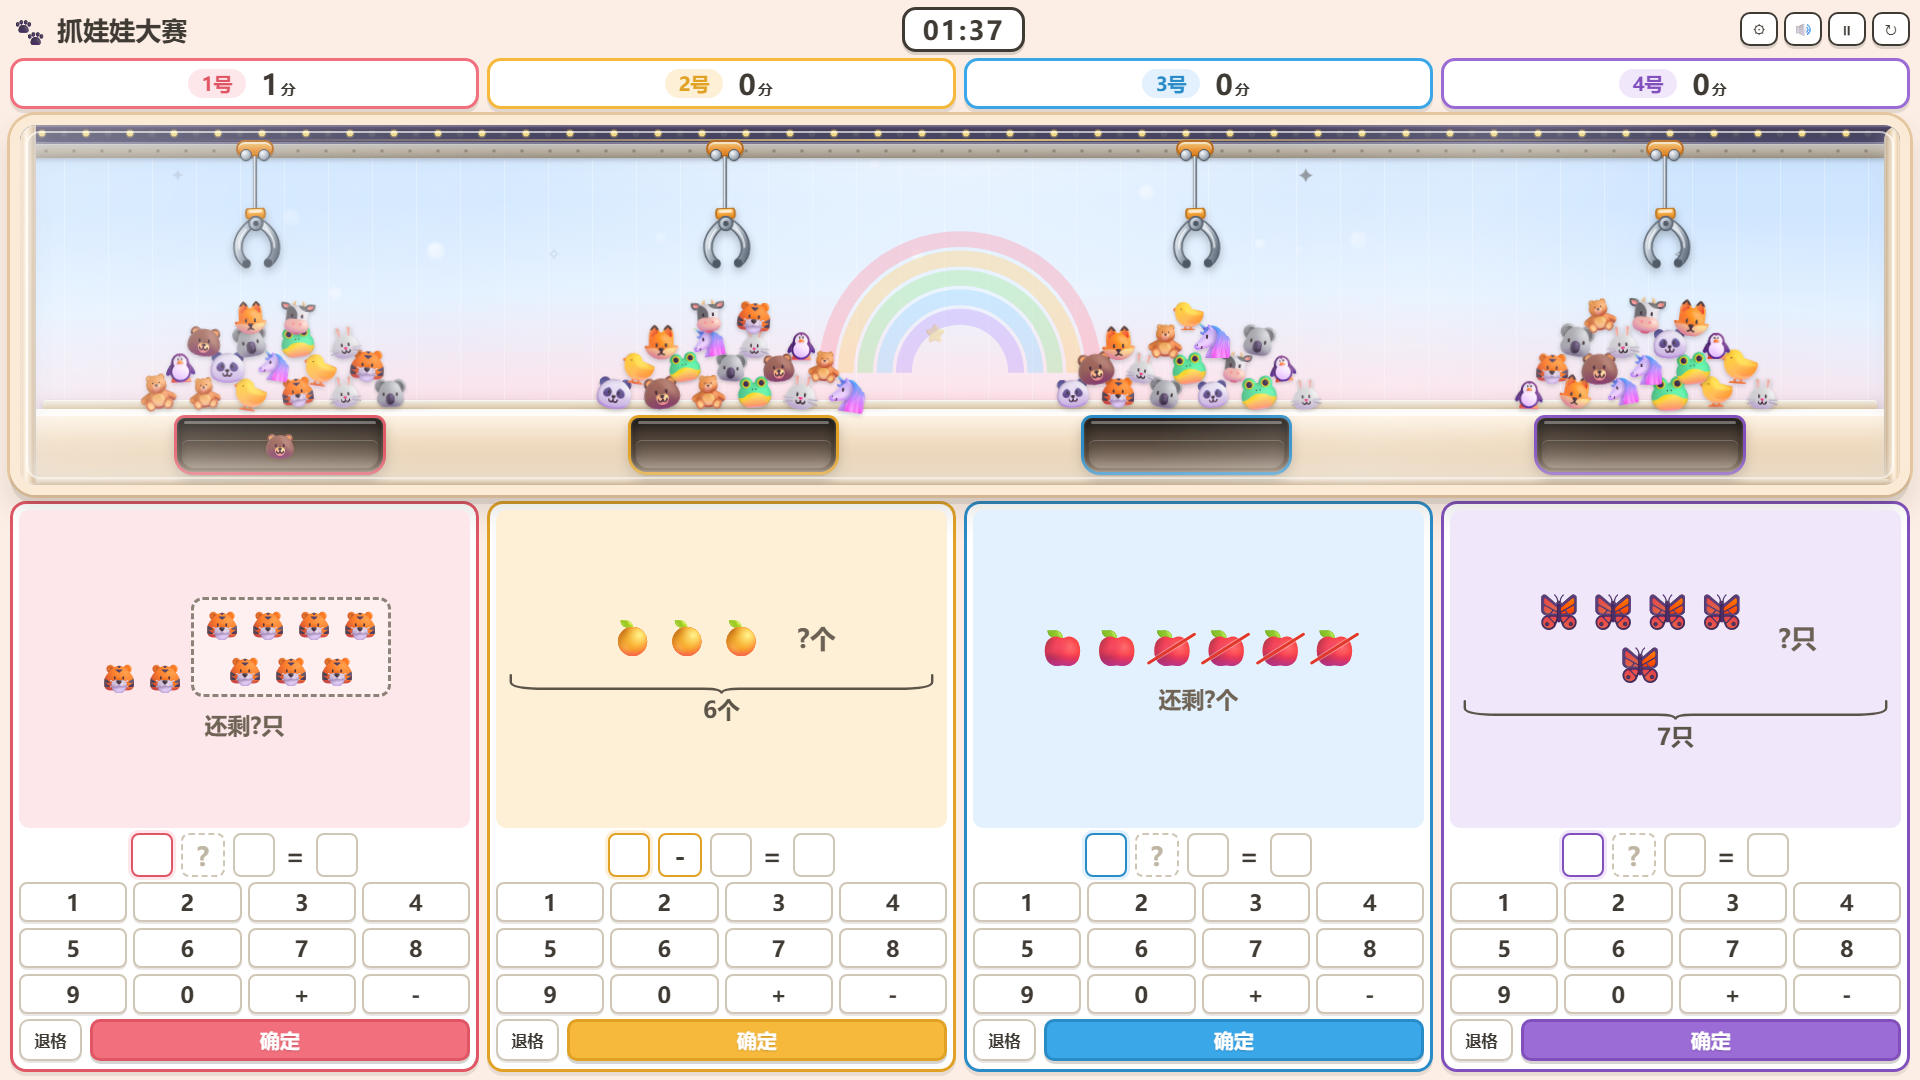 抓娃娃大赛
01:37
1号 1分
2号 0分
3号 0分
4号 0分
还剩?只
?个
6个
还剩?个
?只
7只
? =
- =
? =
? =
1 2 3 4
5 6 7 8
9 0 + -
退格 确定
1 2 3 4
5 6 7 8
9 0 + -
退格 确定
1 2 3 4
5 6 7 8
9 0 + -
退格 确定
1 2 3 4
5 6 7 8
9 0 + -
退格 确定